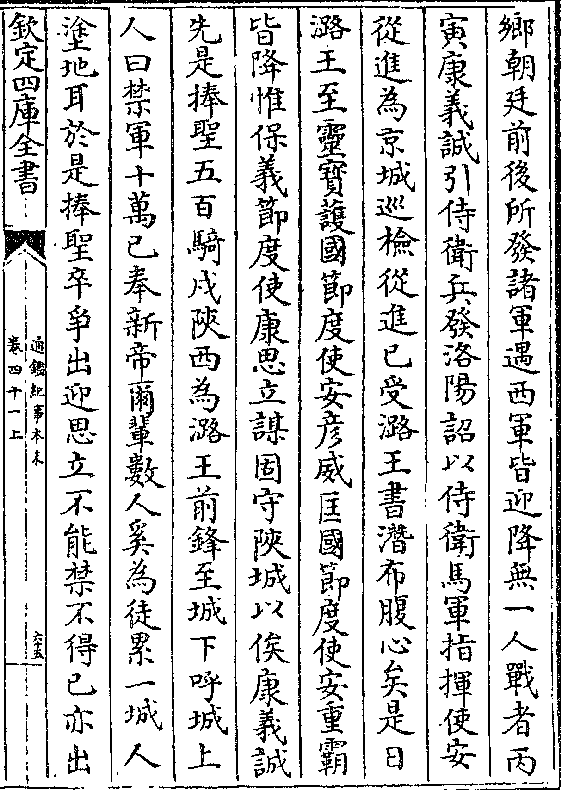 鄉朝廷前後所發諸軍遇西軍皆迎降無一人戰者丙
寅康義誠引侍衛兵發洛陽詔以侍衛馬軍指揮使安
從進為京城巡檢從進已受潞王書潛布腹心矣是日
潞王至靈寶護國節度使安彥威匡國節度使安重霸
皆降惟保義節度使康思立謀固守陜城以俟康義誠
先是捧聖五百騎戍陜西為潞王前鋒至城下呼城上
人曰禁軍十萬已奉新帝爾輩數人奚為徒累一城人
塗地耳於是捧聖卒爭出迎思立不能禁不得已亦出
欽定四庫全書
通鑑紀事本末
卷四十一上
六五